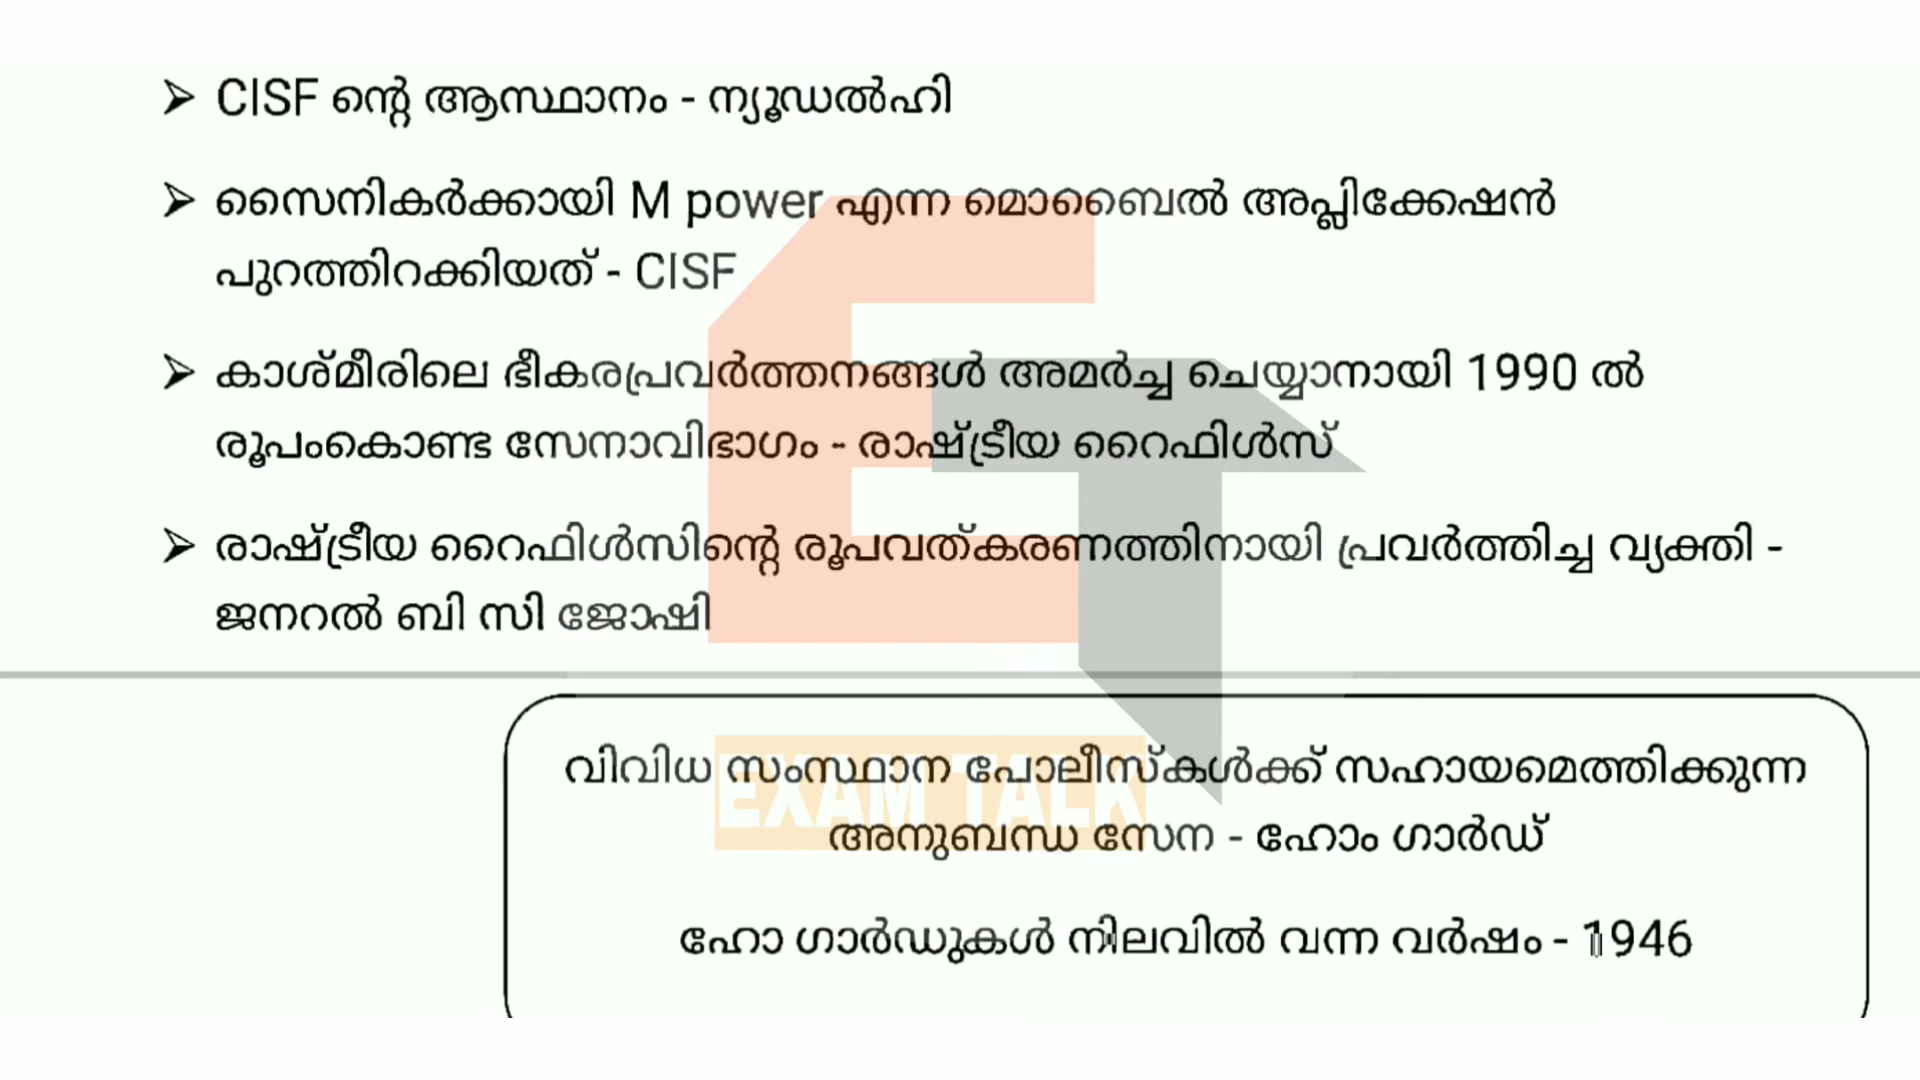 ➢ CISF ന്റെ ആസ്ഥാനം - ന്യൂഡൽഹി
➢ സൈനികർക്കായി M power എന്ന മൊബൈൽ അപ്ലിക്കേഷൻ
പുറത്തിറക്കിയത് - CISF
➢ കാശ്മീരിലെ ഭീകരപ്രവർത്തനങ്ങൾ അമർച്ച ചെയ്യാനായി 1990 ൽ
രൂപംകൊണ്ട സേനാവിഭാഗം - രാഷ്ട്രീയ റൈഫിൾസ്
➢ രാഷ്ട്രീയ റൈഫിൾസിന്റെ രൂപവത്കരണത്തിനായി പ്രവർത്തിച്ച വ്യക്തി -
ജനറൽ ബി സി ജോഷി
വിവിധ സംസ്ഥാന പോലീസ്കൾക്ക് സഹായമെത്തിക്കുന്ന
EXAM TALK
അനുബന്ധ സേന - ഹോം ഗാർഡ്
ഹോ ഗാർഡുകൾ നിലവിൽ വന്ന വർഷം - 1946